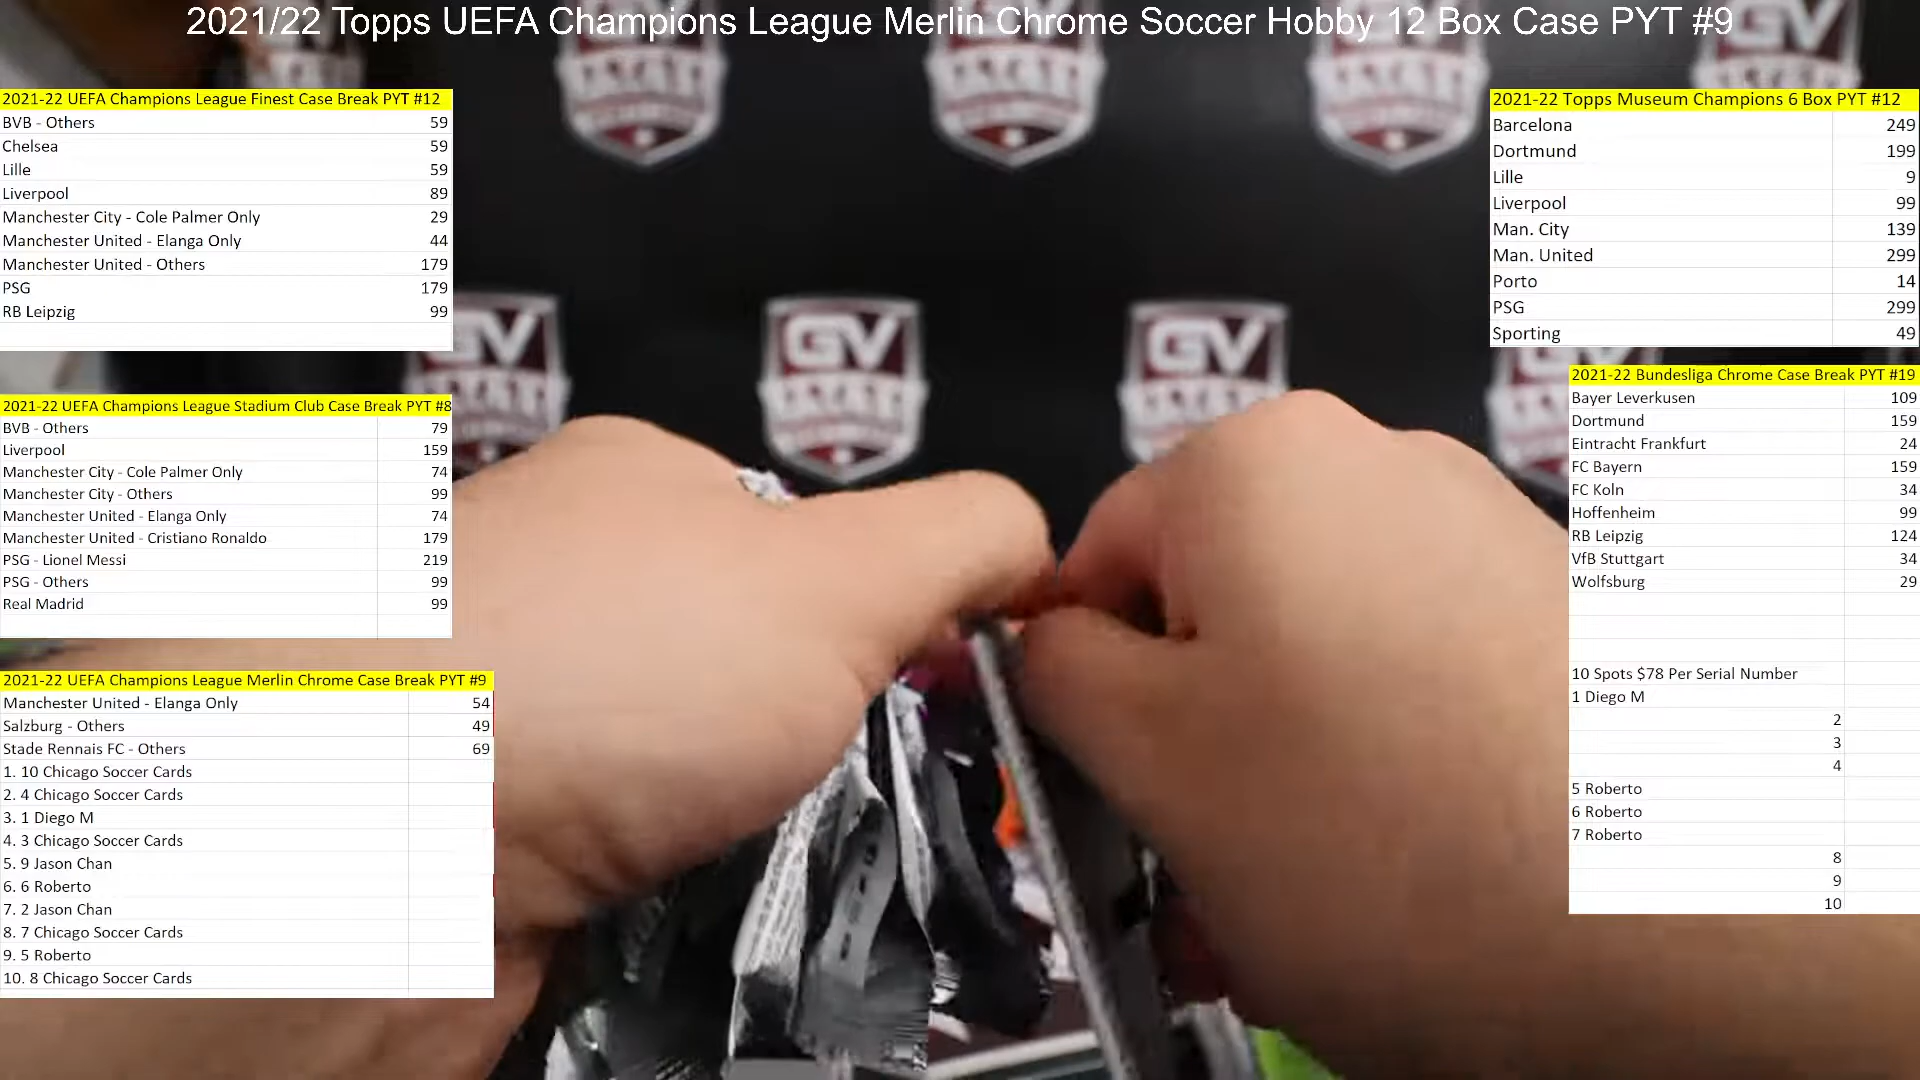 2021/22 Topps UEFA Champions League Merlin Chrome Soccer Hobby 12 Box Case PYT #9
2021-22 UEFA Champions League Finest Case Break PYT #12
BVB - Others 59
Chelsea 59
Lille 59
Liverpool 89
Manchester City - Cole Palmer Only 29
Manchester United - Elanga Only 44
Manchester United - Others 179
PSG 179
RB Leipzig 99
2021-22 UEFA Champions League Stadium Club Case Break PYT #8
BVB - Others 79
Liverpool 159
Manchester City - Cole Palmer Only 74
Manchester City - Others 99
Manchester United - Elanga Only 74
Manchester United - Cristiano Ronaldo 179
PSG - Lionel Messi 219
PSG - Others 99
Real Madrid 99
2021-22 UEFA Champions League Merlin Chrome Case Break PYT #9
Manchester United - Elanga Only 54
Salzburg - Others 49
Stade Rennais FC - Others 69
1. 10 Chicago Soccer Cards
2. 4 Chicago Soccer Cards
3. 1 Diego M
4. 3 Chicago Soccer Cards
5. 9 Jason Chan
6. 6 Roberto
7. 2 Jason Chan
8. 7 Chicago Soccer Cards
9. 5 Roberto
10. 8 Chicago Soccer Cards
2021-22 Topps Museum Champions 6 Box PYT #12
Barcelona 249
Dortmund 199
Lille 9
Liverpool 99
Man. City 139
Man. United 299
Porto 14
PSG 299
Sporting 49
2021-22 Bundesliga Chrome Case Break PYT #19
Bayer Leverkusen 109
Dortmund 159
Eintracht Frankfurt 24
FC Bayern 159
FC Koln 34
Hoffenheim 99
RB Leipzig 124
VfB Stuttgart 34
Wolfsburg 29
10 Spots $78 Per Serial Number
1 Diego M
2
3
4
5 Roberto
6 Roberto
7 Roberto
8
9
10
GV
GV
GV
GV